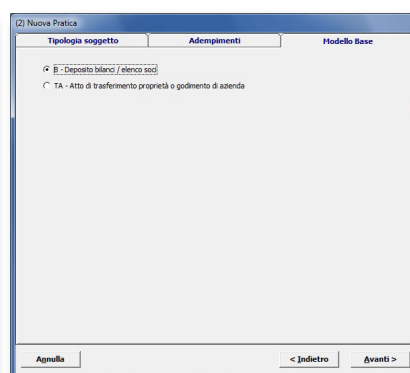 (2) Nuova Pratica
Tipologia soggetto Adempimenti Modello Base
B - Deposito bilanci / elenco soci
TA - Atto di trasferimento proprietà o godimento di azienda
Annulla < Indietro Avanti >